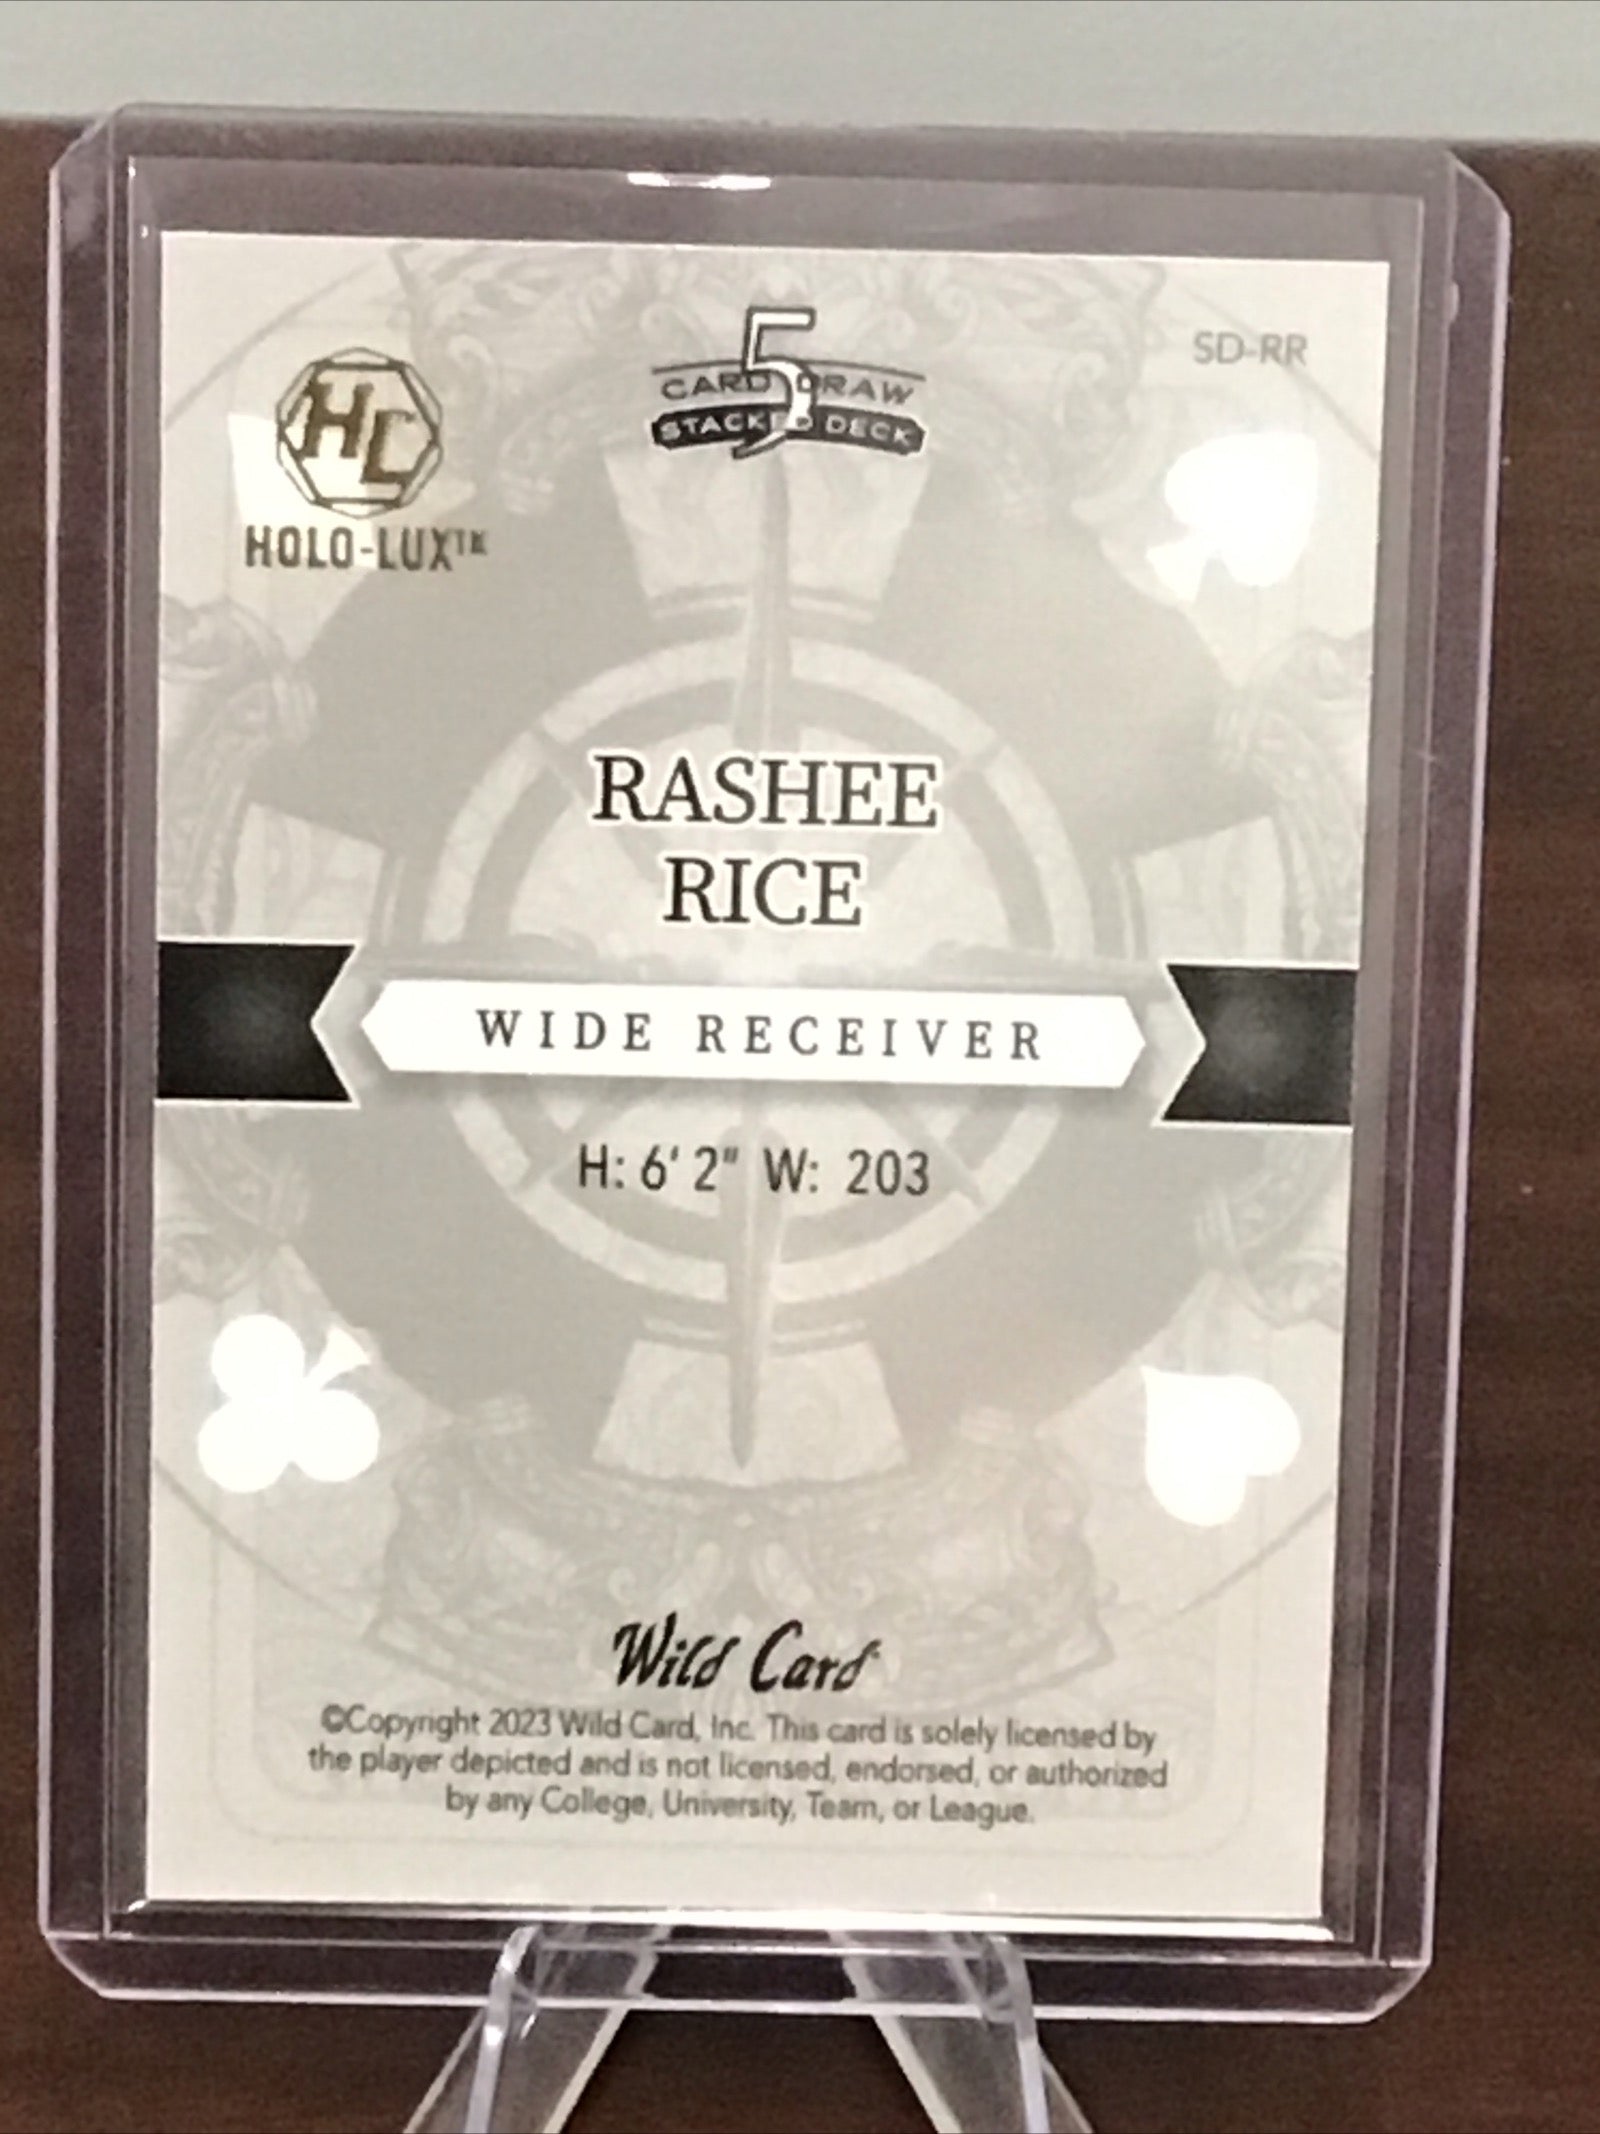 5
CARD DRAW
STACKED DECK
SD-RR
HC
HOLO-LUX™
RASHEE
RICE
WIDE RECEIVER
H: 6' 2" W: 203
Wild Card
©Copyright 2023 Wild Card, Inc. This card is solely licensed by
the player depicted and is not licensed, endorsed, or authorized
by any College, University, Team, or League.